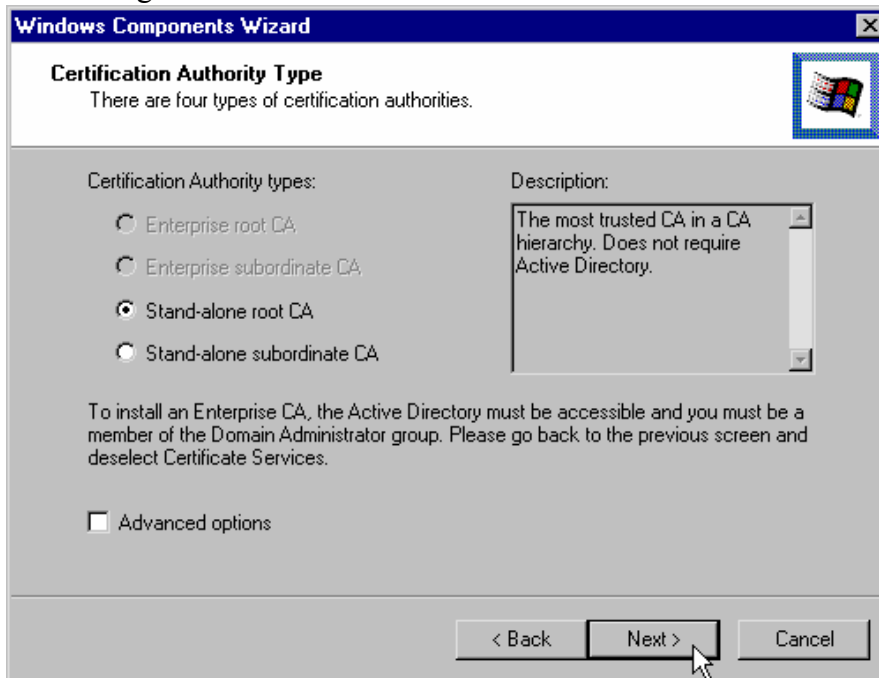 Windows Components Wizard
Certification Authority Type
There are four types of certification authorities.
Certification Authority types:
Description:
Enterprise root CA
Enterprise subordinate CA
Stand-alone root CA
Stand-alone subordinate CA
The most trusted CA in a CA
hierarchy. Does not require
Active Directory.
To install an Enterprise CA, the Active Directory must be accessible and you must be a
member of the Domain Administrator group. Please go back to the previous screen and
deselect Certificate Services.
Advanced options
< Back
Next >
Cancel